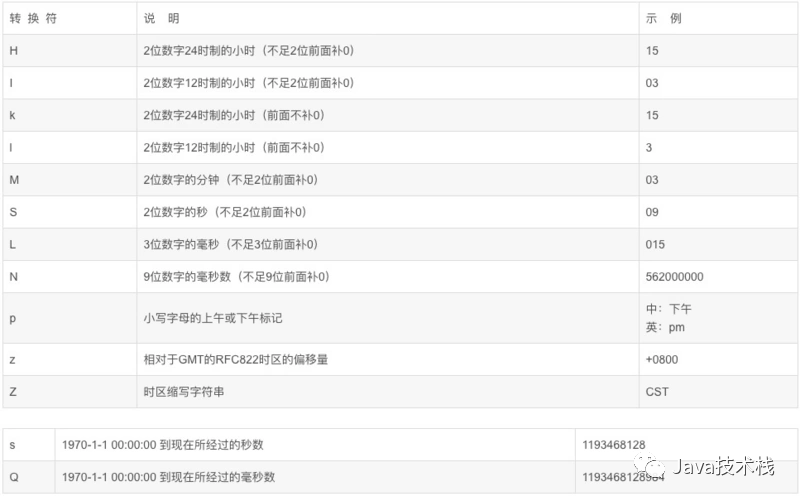 转 换 符 说 明 示 例
H 2位数字24时制的小时（不足2位前面补0） 15
I 2位数字12时制的小时（不足2位前面补0） 03
k 2位数字24时制的小时（前面不补0） 15
l 2位数字12时制的小时（前面不补0） 3
M 2位数字的分钟（不足2位前面补0） 03
S 2位数字的秒（不足2位前面补0） 09
L 3位数字的毫秒（不足3位前面补0） 015
N 9位数字的毫秒数（不足9位前面补0） 562000000
p 小写字母的上午或下午标记 中：下午
英：pm
z 相对于GMT的RFC822时区的偏移量 +0800
Z 时区缩写字符串 CST
s 1970-1-1 00:00:00 到现在所经过的秒数 1193468128
Q 1970-1-1 00:00:00 到现在所经过的毫秒数 1193468128984
Java技术栈